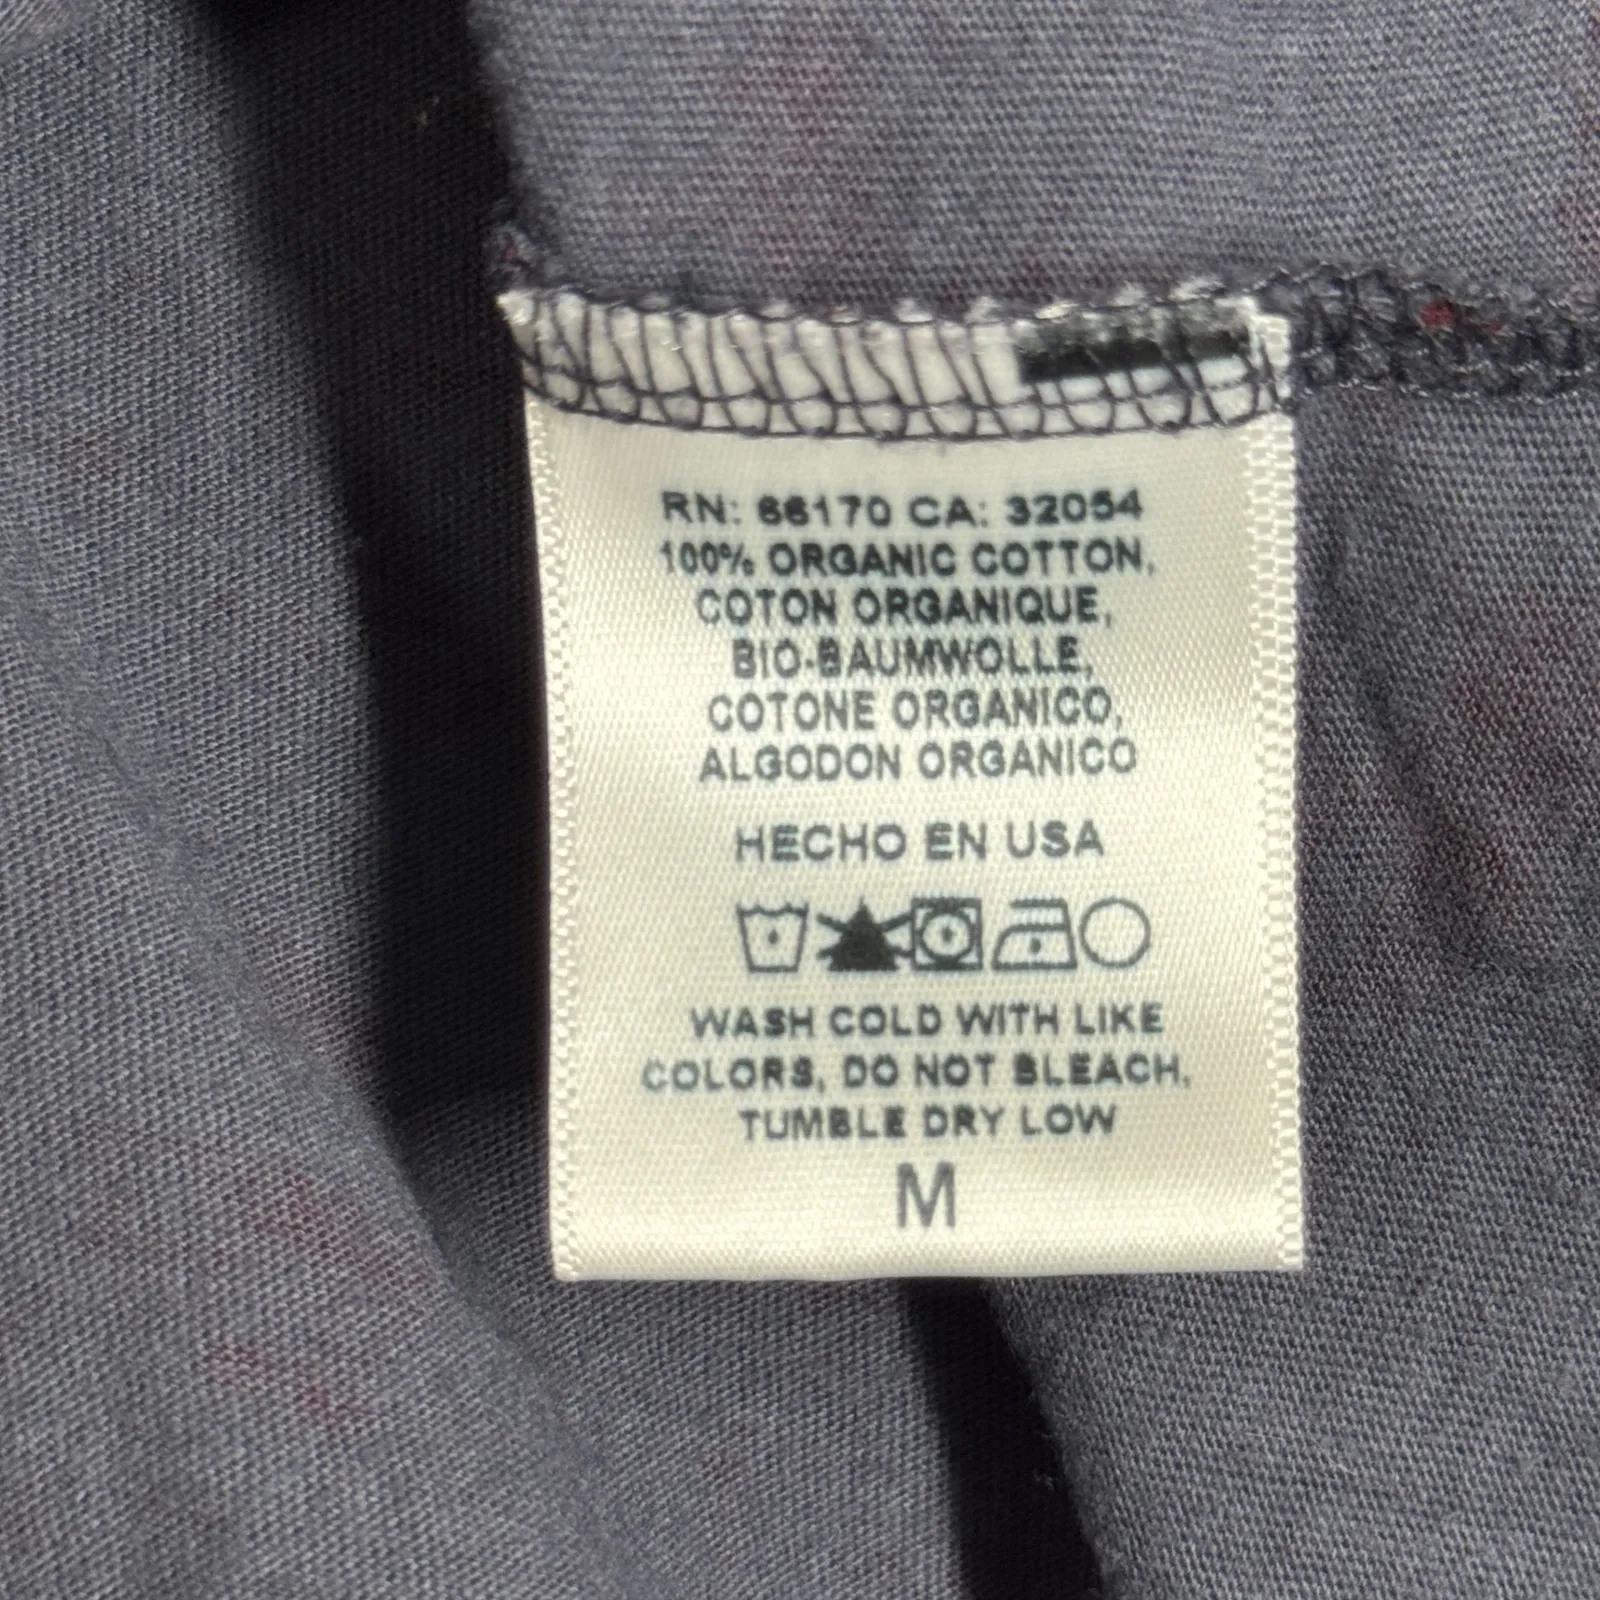 RN: 66170 CA: 32054
100% ORGANIC COTTON,
COTON ORGANIQUE,
BIO-BAUMWOLLE,
COTONE ORGANICO,
ALGODON ORGANICO
HECHO EN USA
WASH COLD WITH LIKE
COLORS, DO NOT BLEACH,
TUMBLE DRY LOW
M